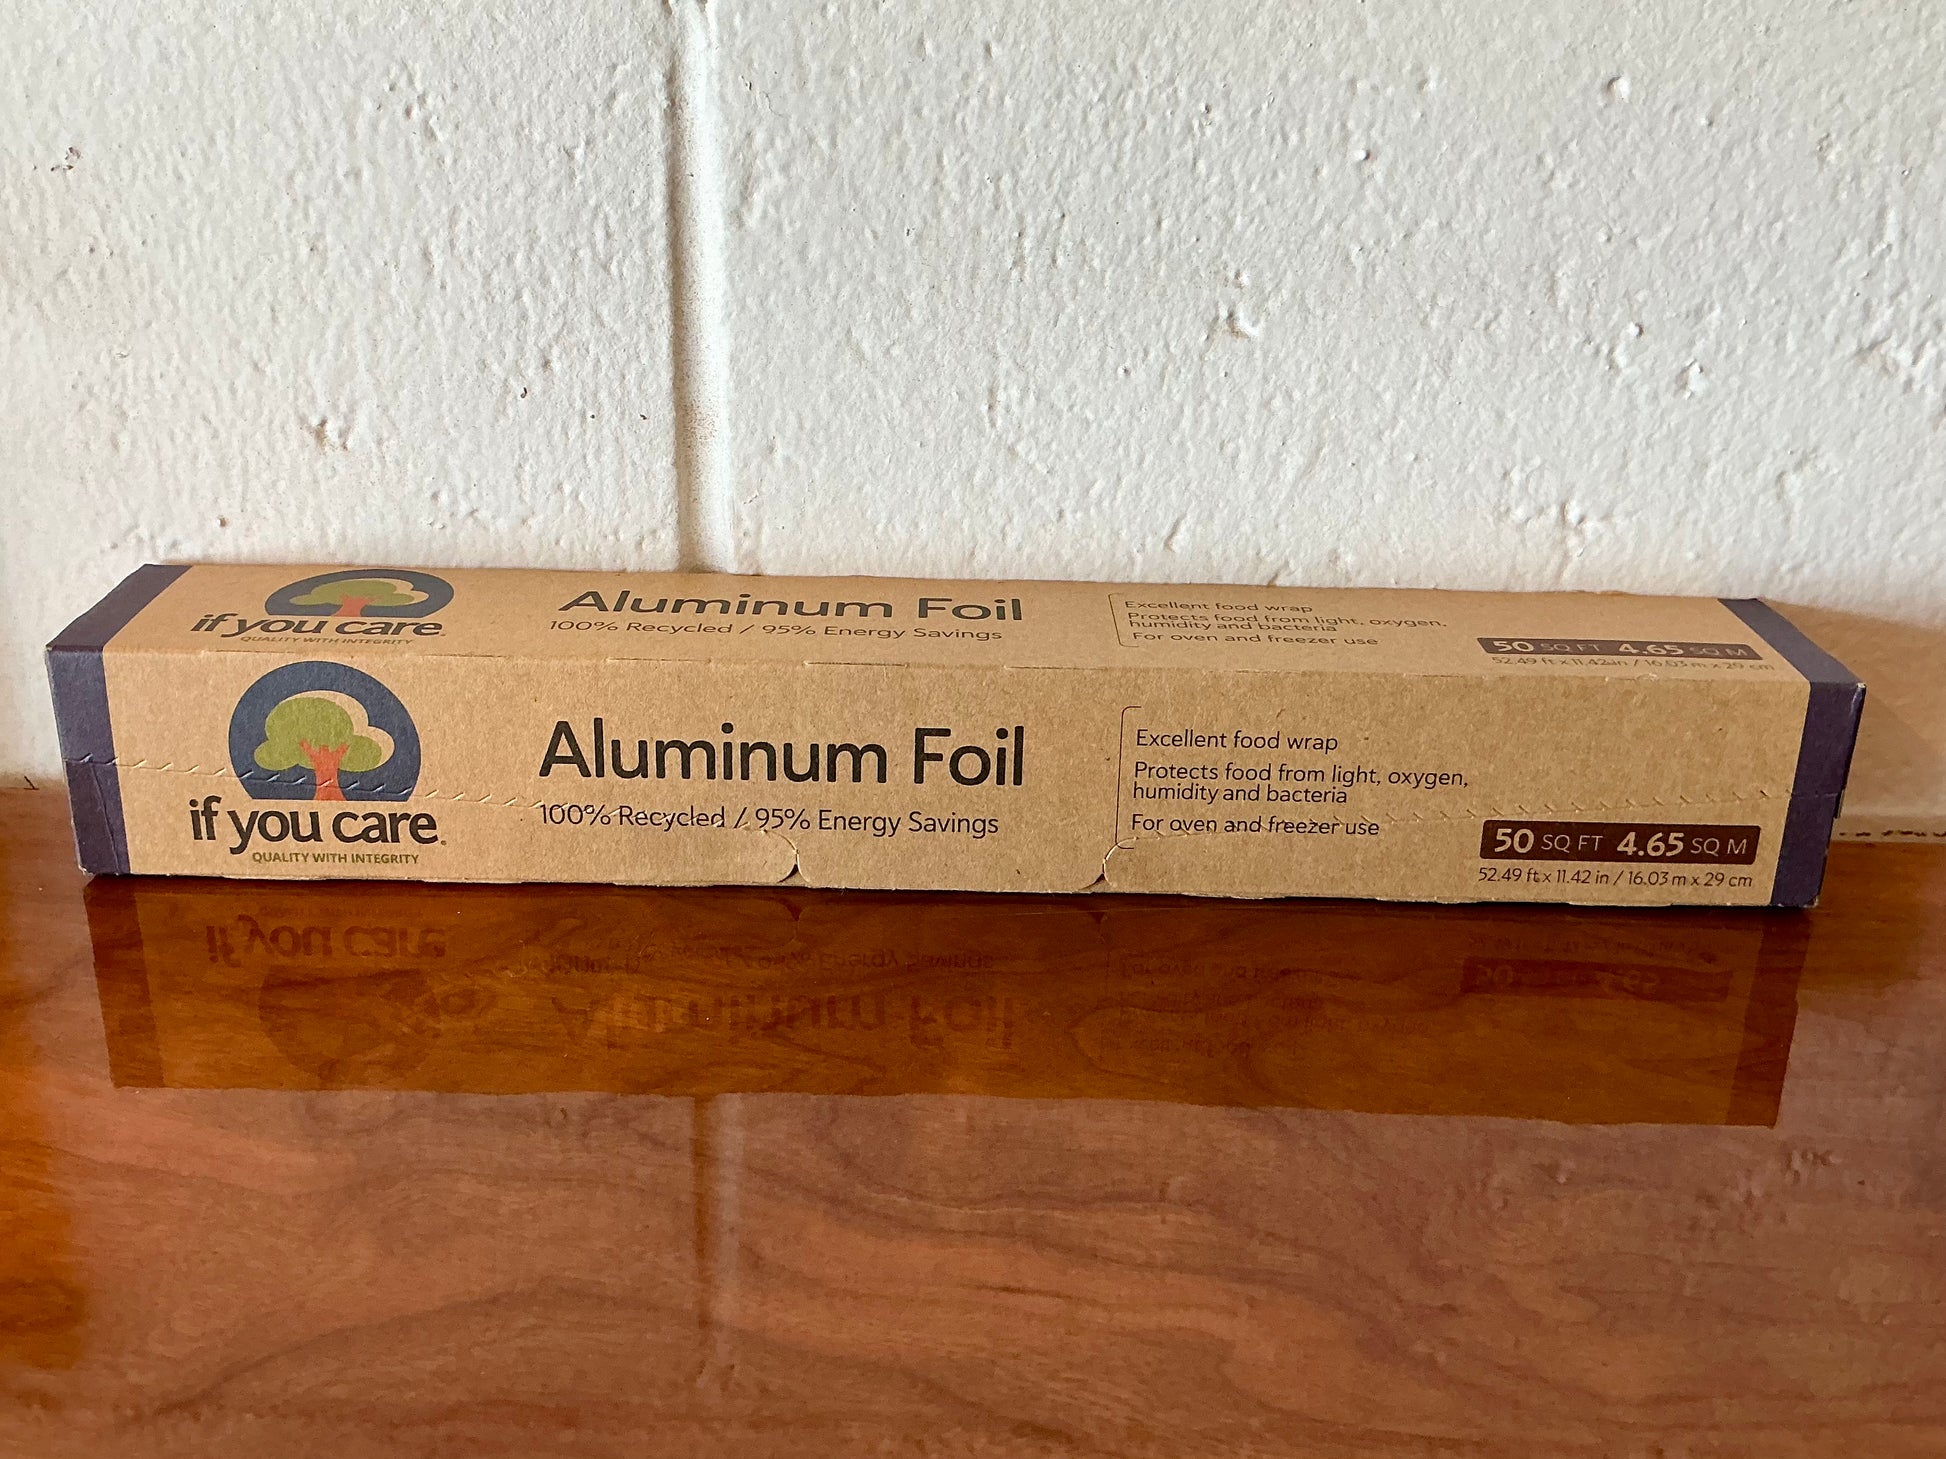 if you care
QUALITY WITH INTEGRITY
Aluminum Foil
100% Recycled / 95% Energy Savings
Excellent food wrap
Protects food from light, oxygen,
humidity and bacteria
For oven and freezer use
50 SQ FT 4.65 SQ M
52.49 ft x 11.42 in / 16.03 m x 29 cm
if you care
QUALITY WITH INTEGRITY
Aluminum Foil
100% Recycled / 95% Energy Savings
Excellent food wrap
Protects food from light, oxygen,
humidity and bacteria
For oven and freezer use
50 SQ FT 4.65 SQ M
52.49 ft x 11.42 in / 16.03 m x 29 cm